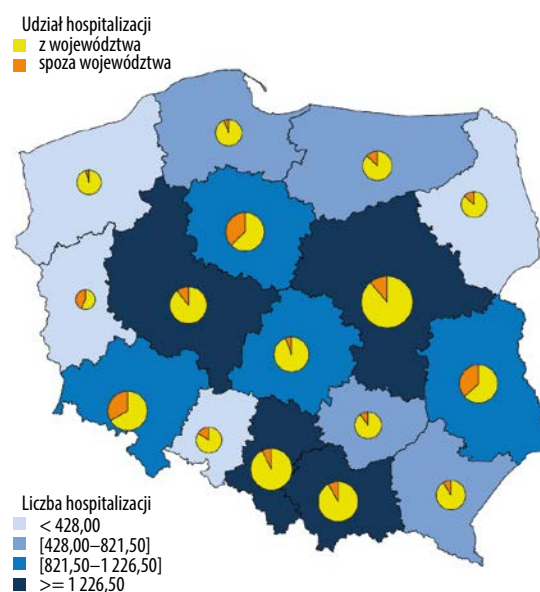 Udział hospitalizacji
z województwa
spoza województwa
Liczba hospitalizacji
< 428,00
[428,00–821,50]
[821,50–1 226,50]
>= 1 226,50